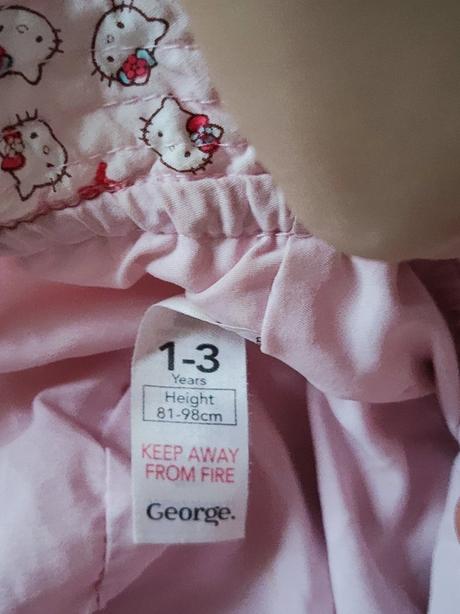 1-3
Years
Height
81-98cm
KEEP AWAY
FROM FIRE
George.